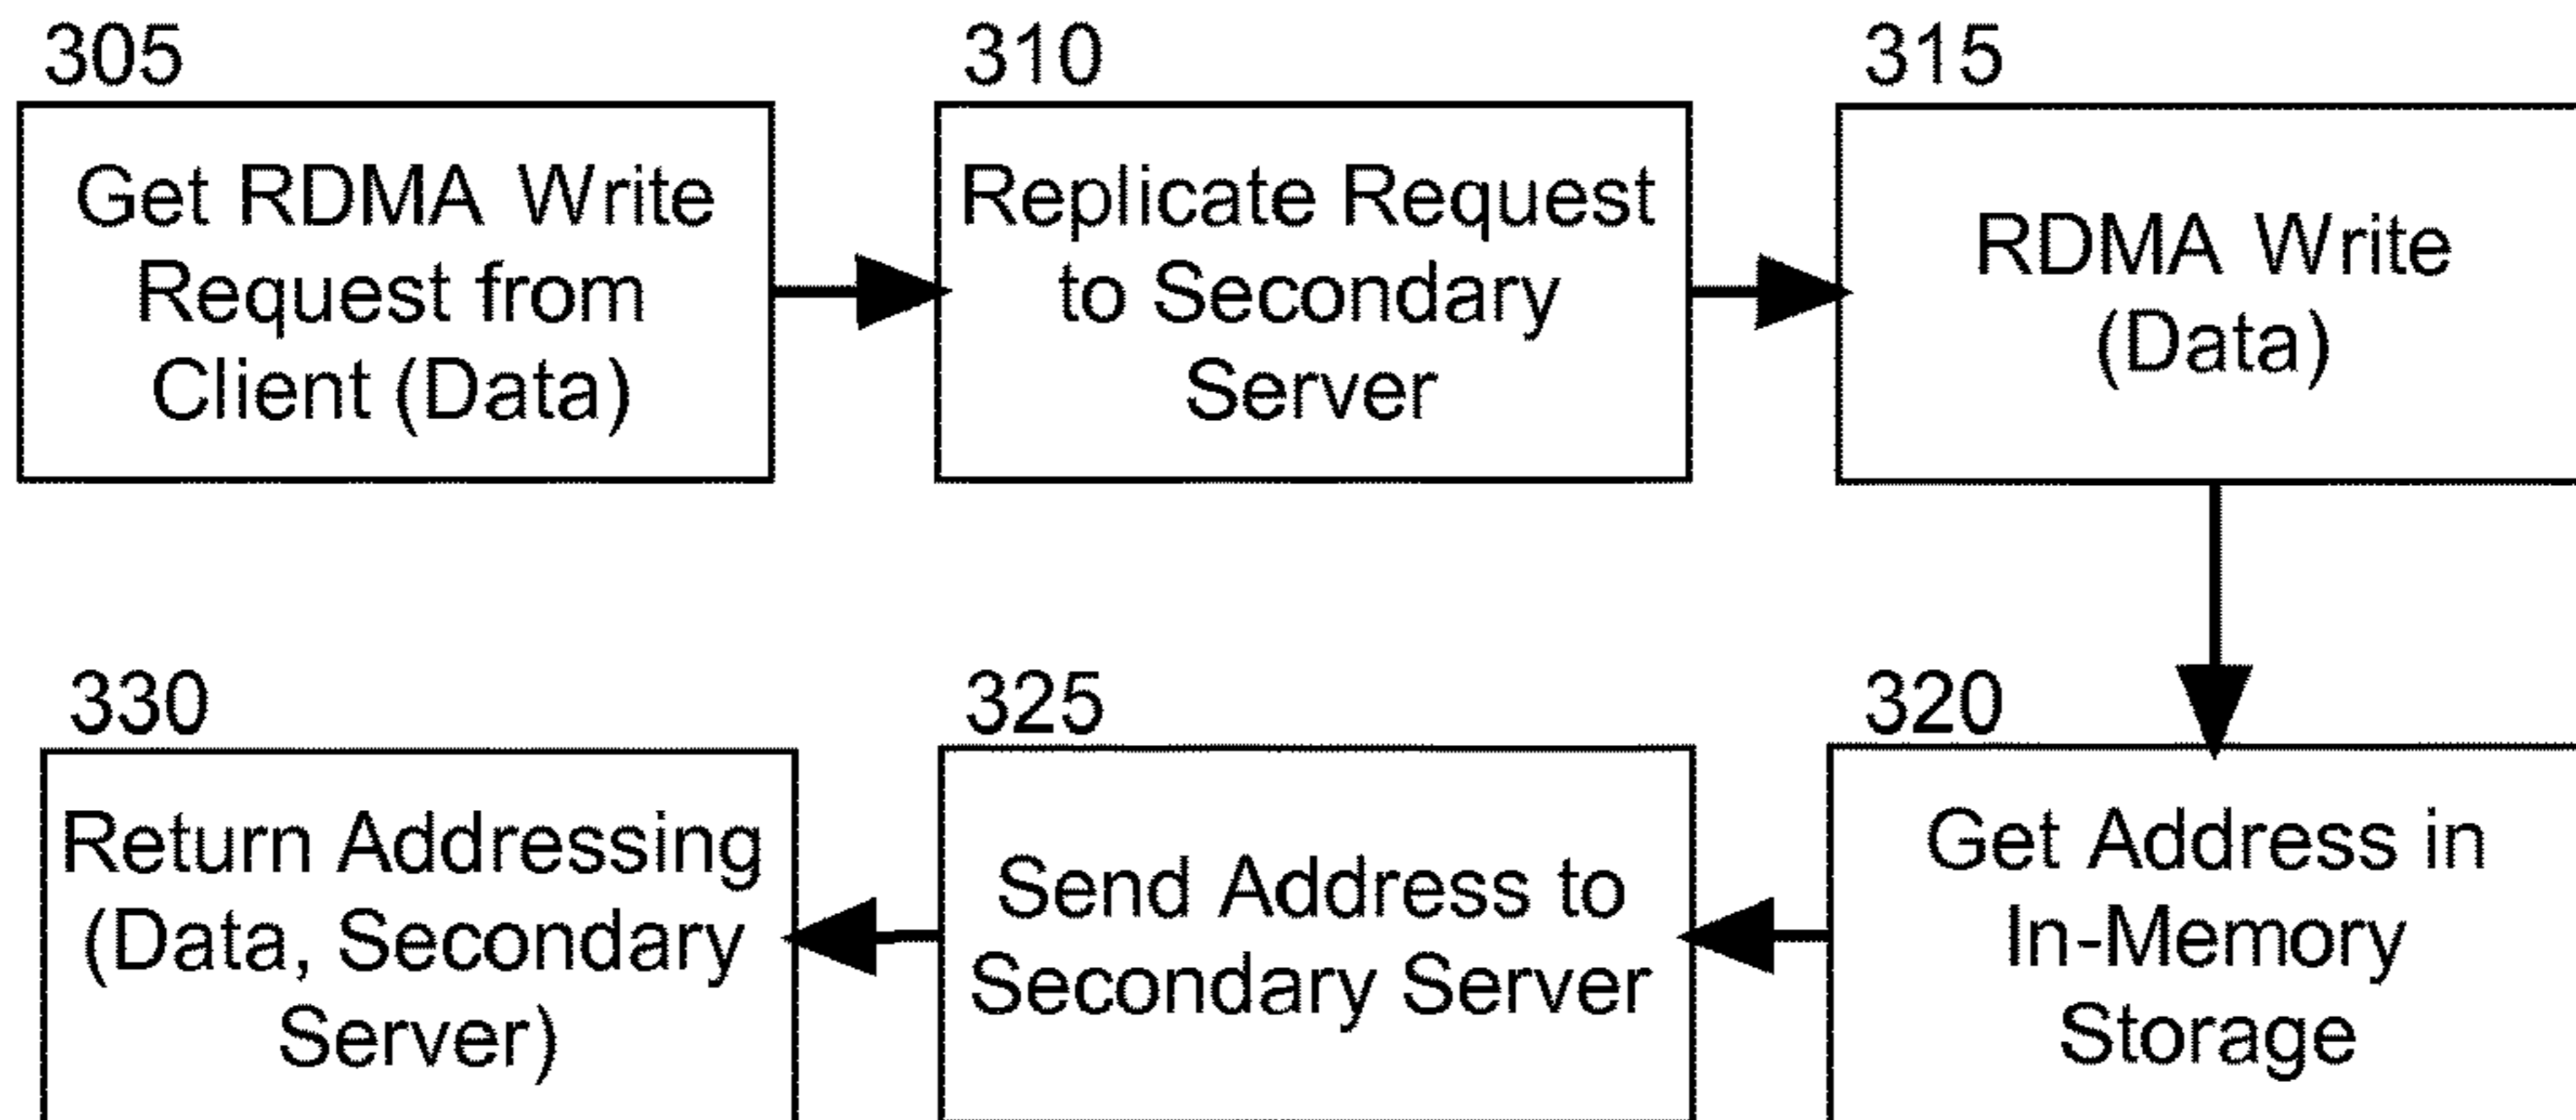 305
Get RDMA Write
Request from
Client (Data)
310
Replicate Request
to Secondary
Server
315
RDMA Write
(Data)
320
Get Address in
In-Memory
Storage
325
Send Address to
Secondary Server
330
Return Addressing
(Data, Secondary
Server)